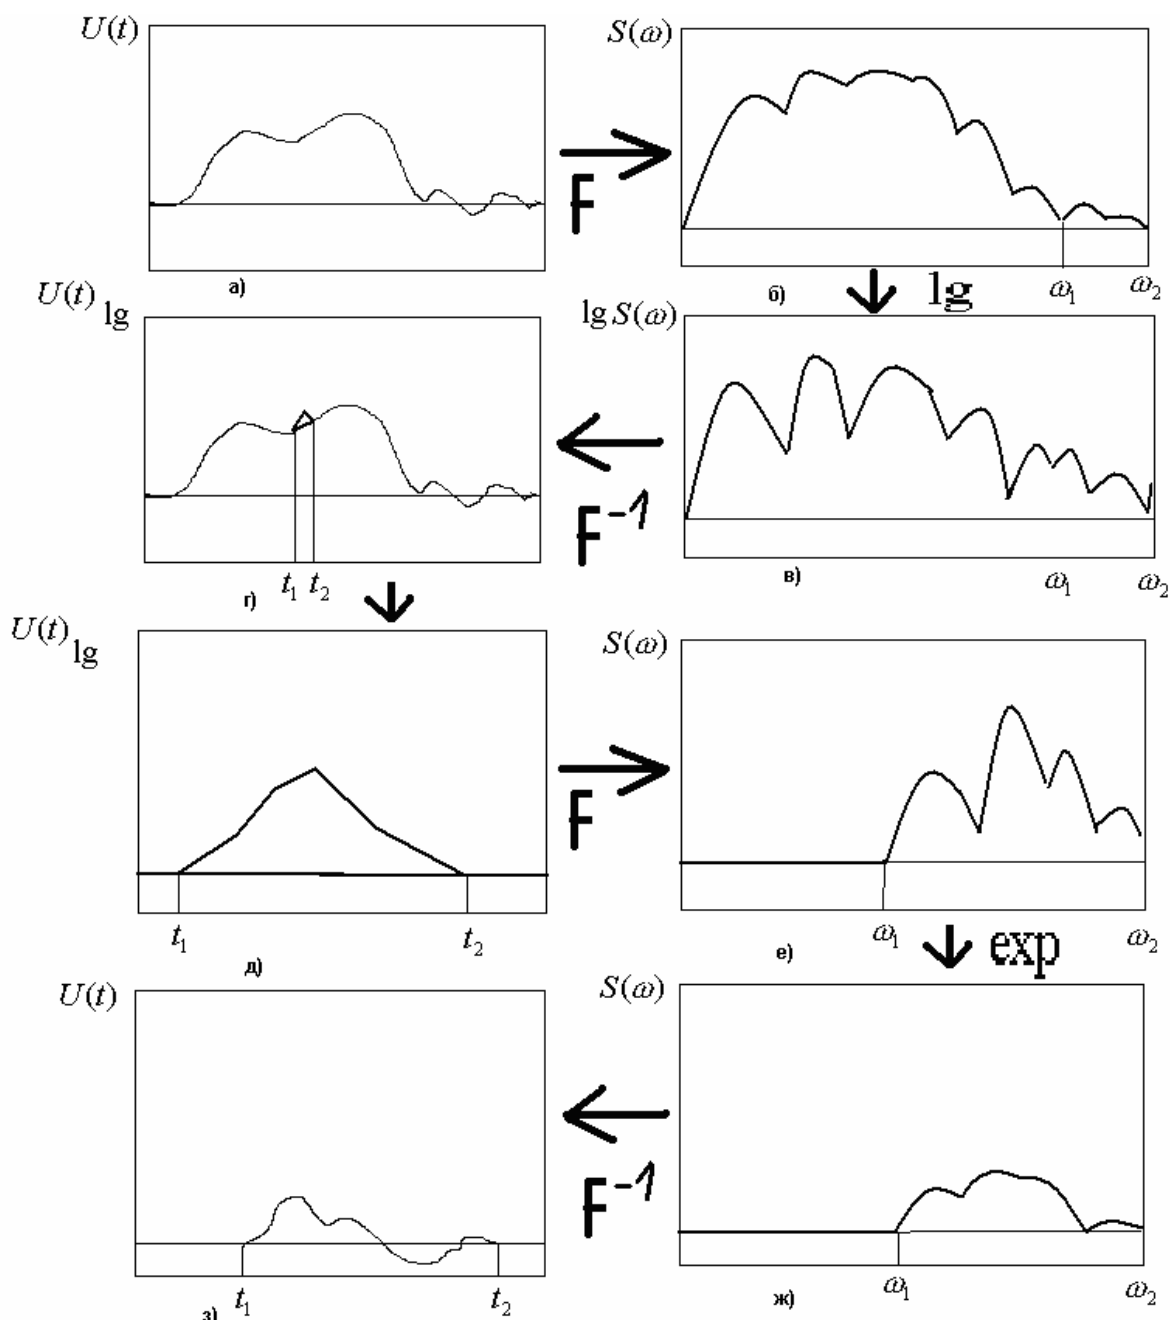 U(t)
S(ω)
F
а)
б)
ω₁
ω₂
lg
U(t) lg
lg S(ω)
F⁻¹
t₁
t₂
г)
в)
ω₁
ω₂
U(t) lg
S(ω)
F
t₁
t₂
д)
е)
ω₁
ω₂
exp
U(t)
S(ω)
F⁻¹
t₁
t₂
з)
ж)
ω₁
ω₂